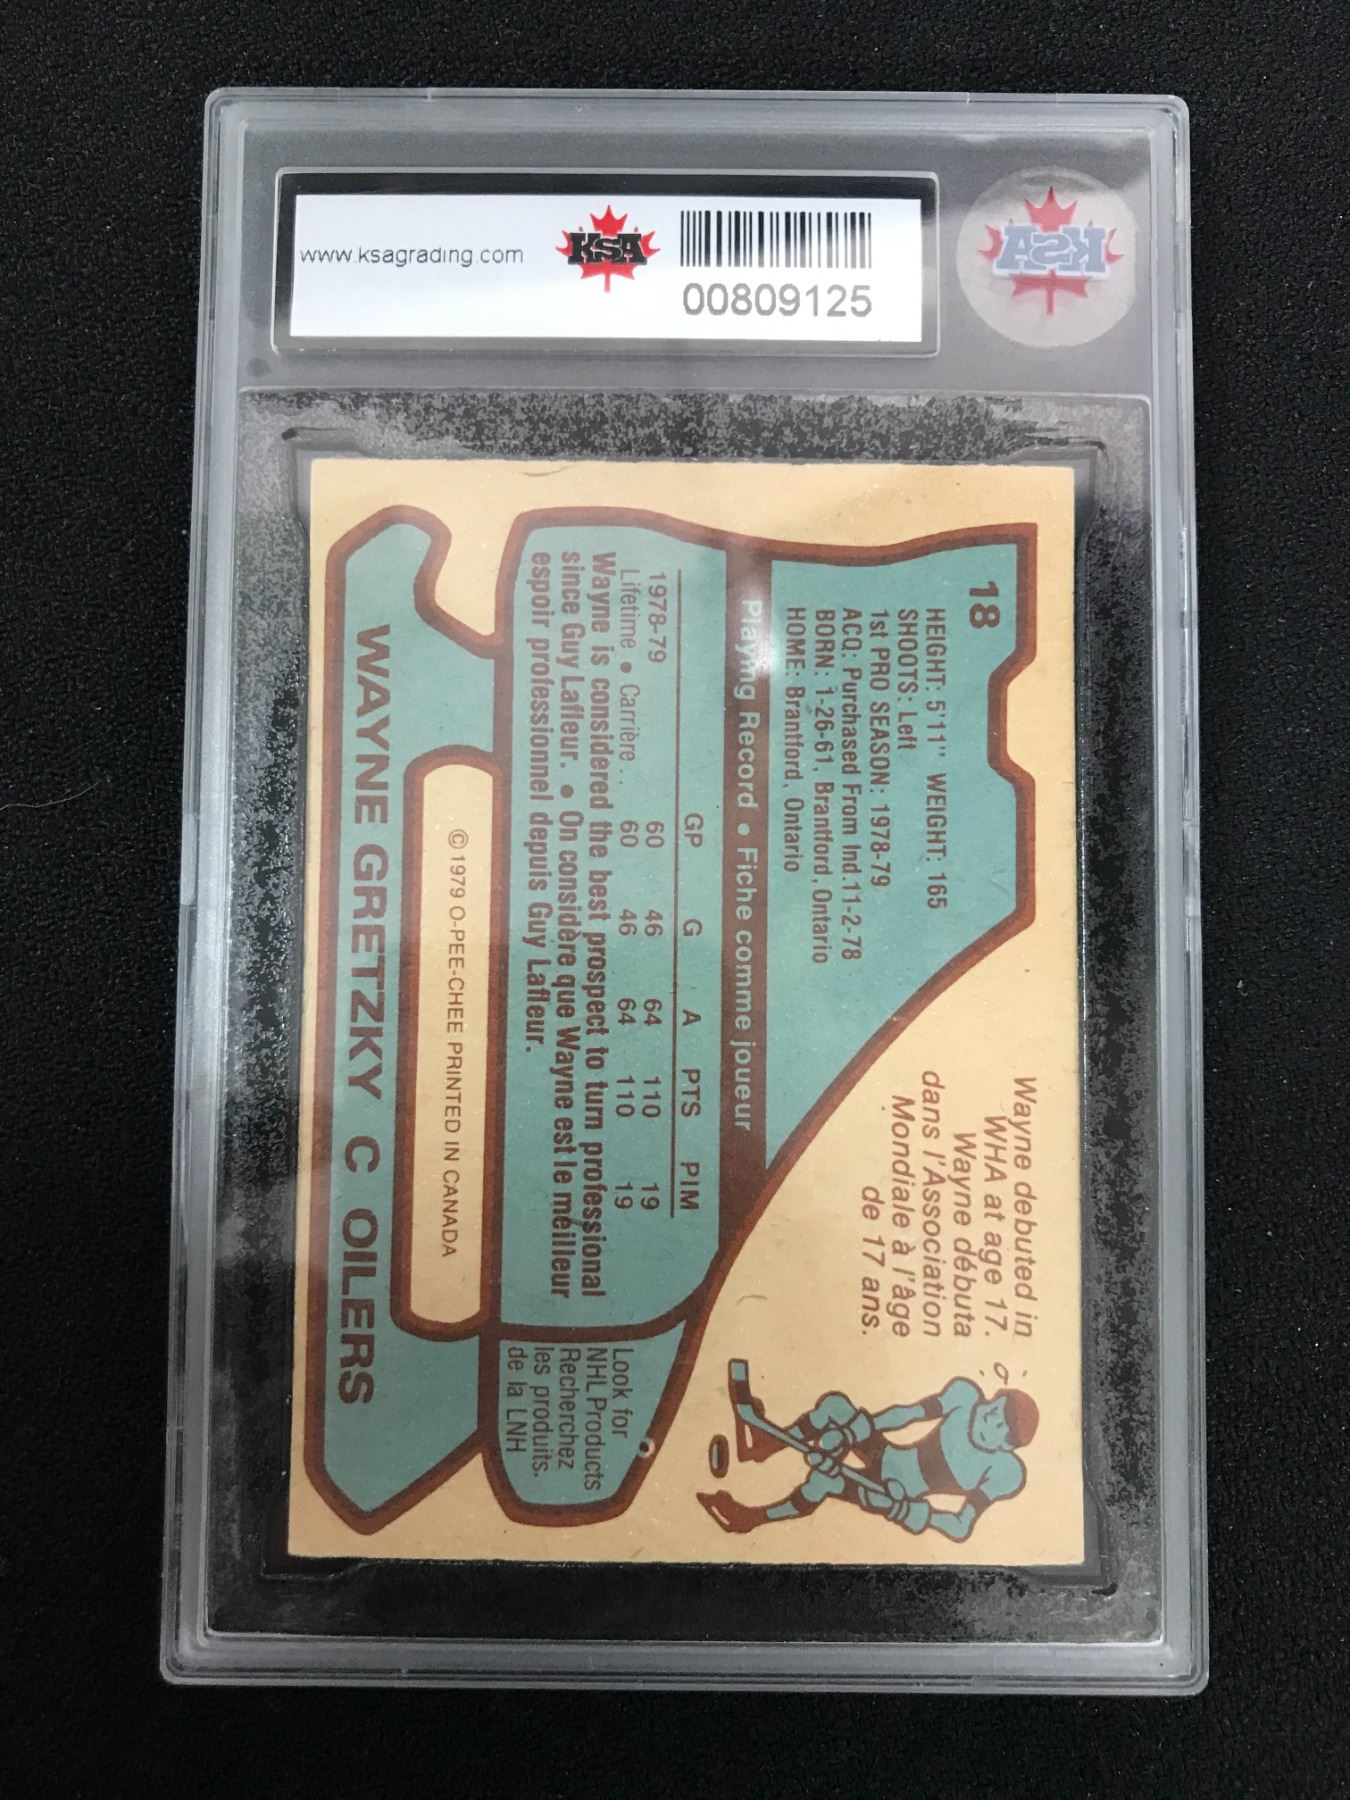 www.ksagrading.com
KSA
00809125
KSA
18
HEIGHT: 5'11" WEIGHT: 165
SHOOTS: Left
1st PRO SEASON: 1978-79
ACQ: Purchased From Ind.11-2-78
BORN: 1-26-61, Brantford, Ontario
HOME: Brantford, Ontario
Wayne debuted in
WHA at age 17.
Wayne débuta
dans l'Association
Mondiale à l'âge
de 17 ans.
Playing Record • Fiche comme joueur
GP G A PTS PIM
1978-79 60 46 64 110 19
Lifetime • Carrière .. 60 46 64 110 19
Wayne is considered the best prospect to turn professional
since Guy Lafleur. • On considère que Wayne est le meilleur
espoir professionnel depuis Guy Lafleur.
Look for
NHL Products
Recherchez
les produits,
de la LNH
© 1979 O-PEE-CHEE PRINTED IN CANADA
WAYNE GRETZKY C OILERS